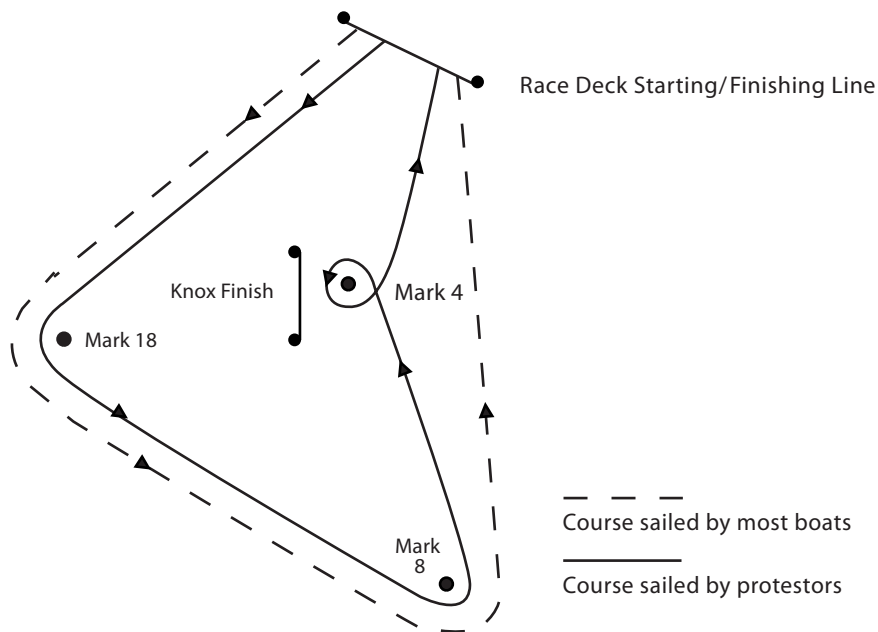 Race Deck Starting/Finishing Line
Knox Finish
Mark 4
Mark 18
Mark
8
Course sailed by most boats
Course sailed by protestors